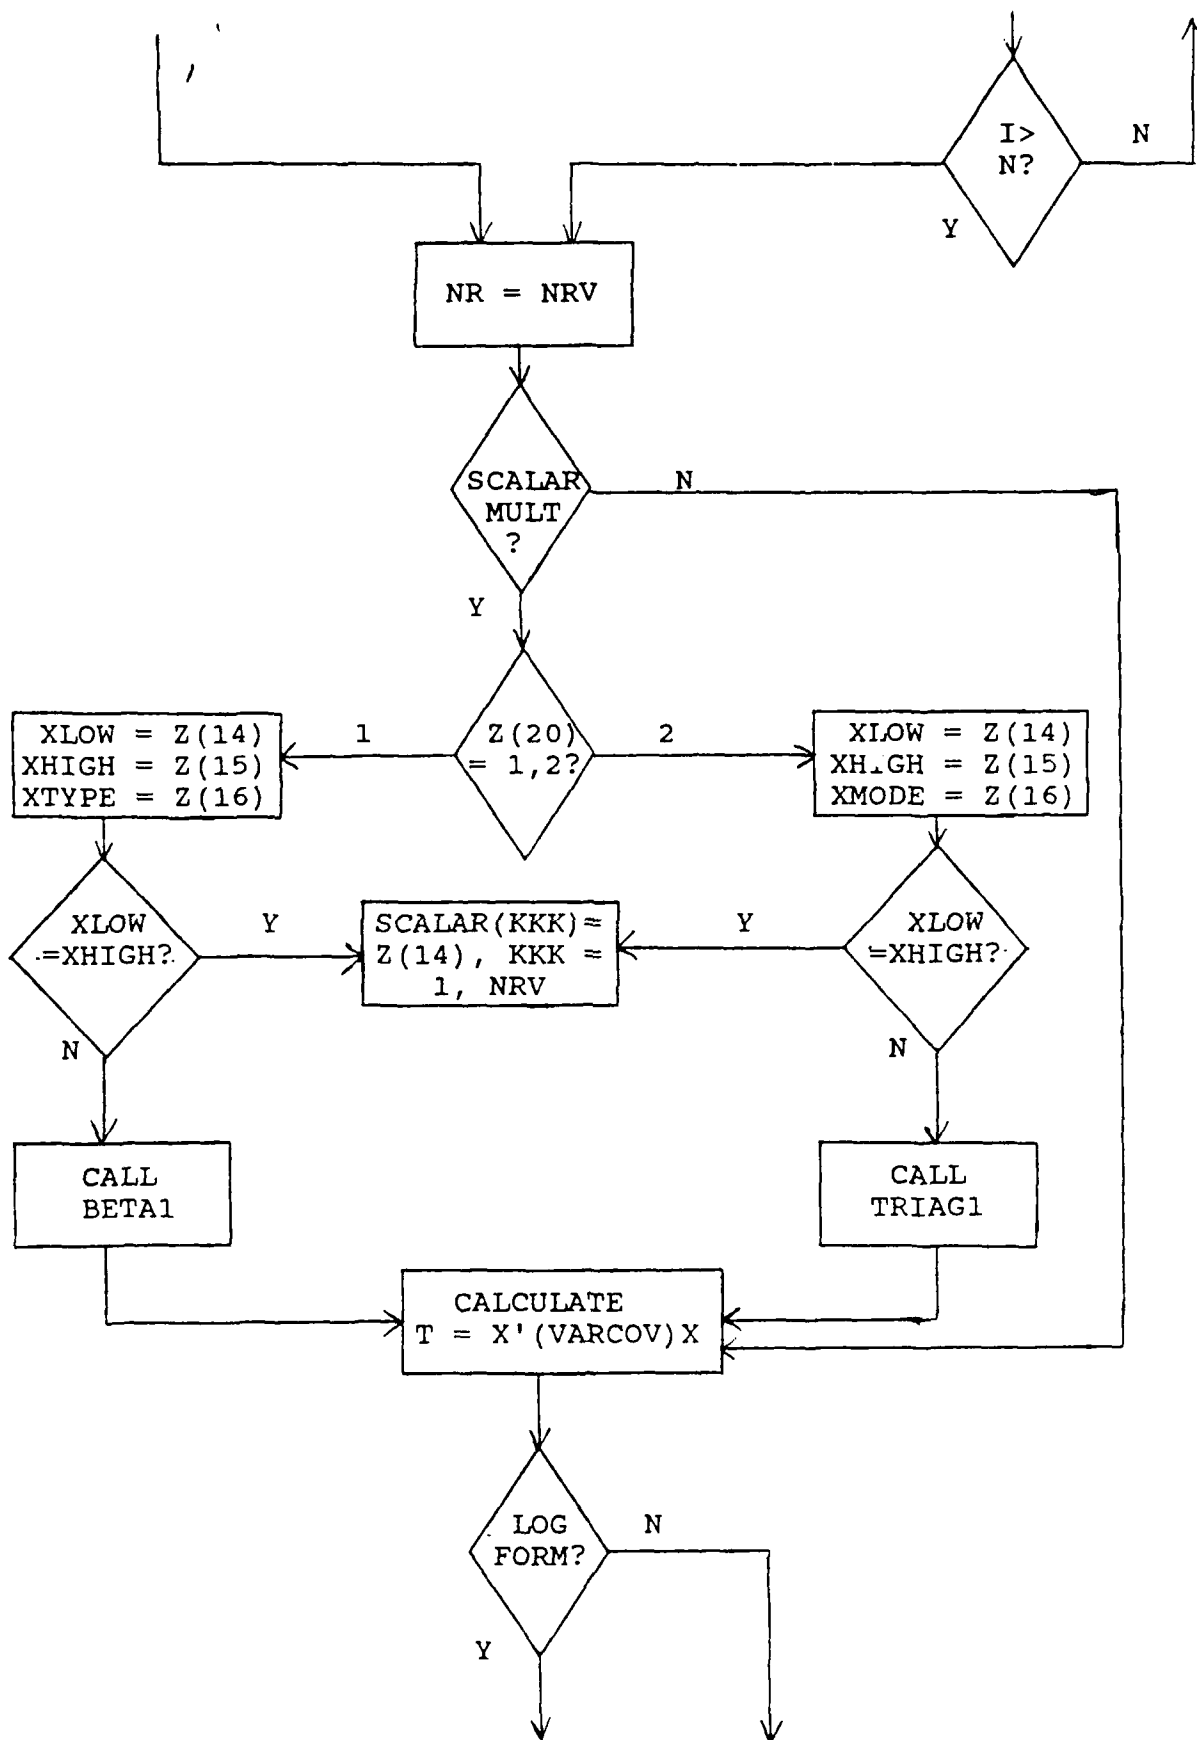 I>
N?
N
Y
NR = NRV
SCALAR
MULT
?
N
Y
Z(20)
= 1,2?
1
2
XLOW = Z(14)
XHIGH = Z(15)
XTYPE = Z(16)
XLOW = Z(14)
XHIGH = Z(15)
XMODE = Z(16)
XLOW
=XHIGH?
Y
N
SCALAR(KKK)=
Z(14), KKK =
1, NRV
Y
XLOW
=XHIGH?
N
CALL
BETA1
CALL
TRIAG1
CALCULATE
T = X'(VARCOV)X
LOG
FORM?
N
Y